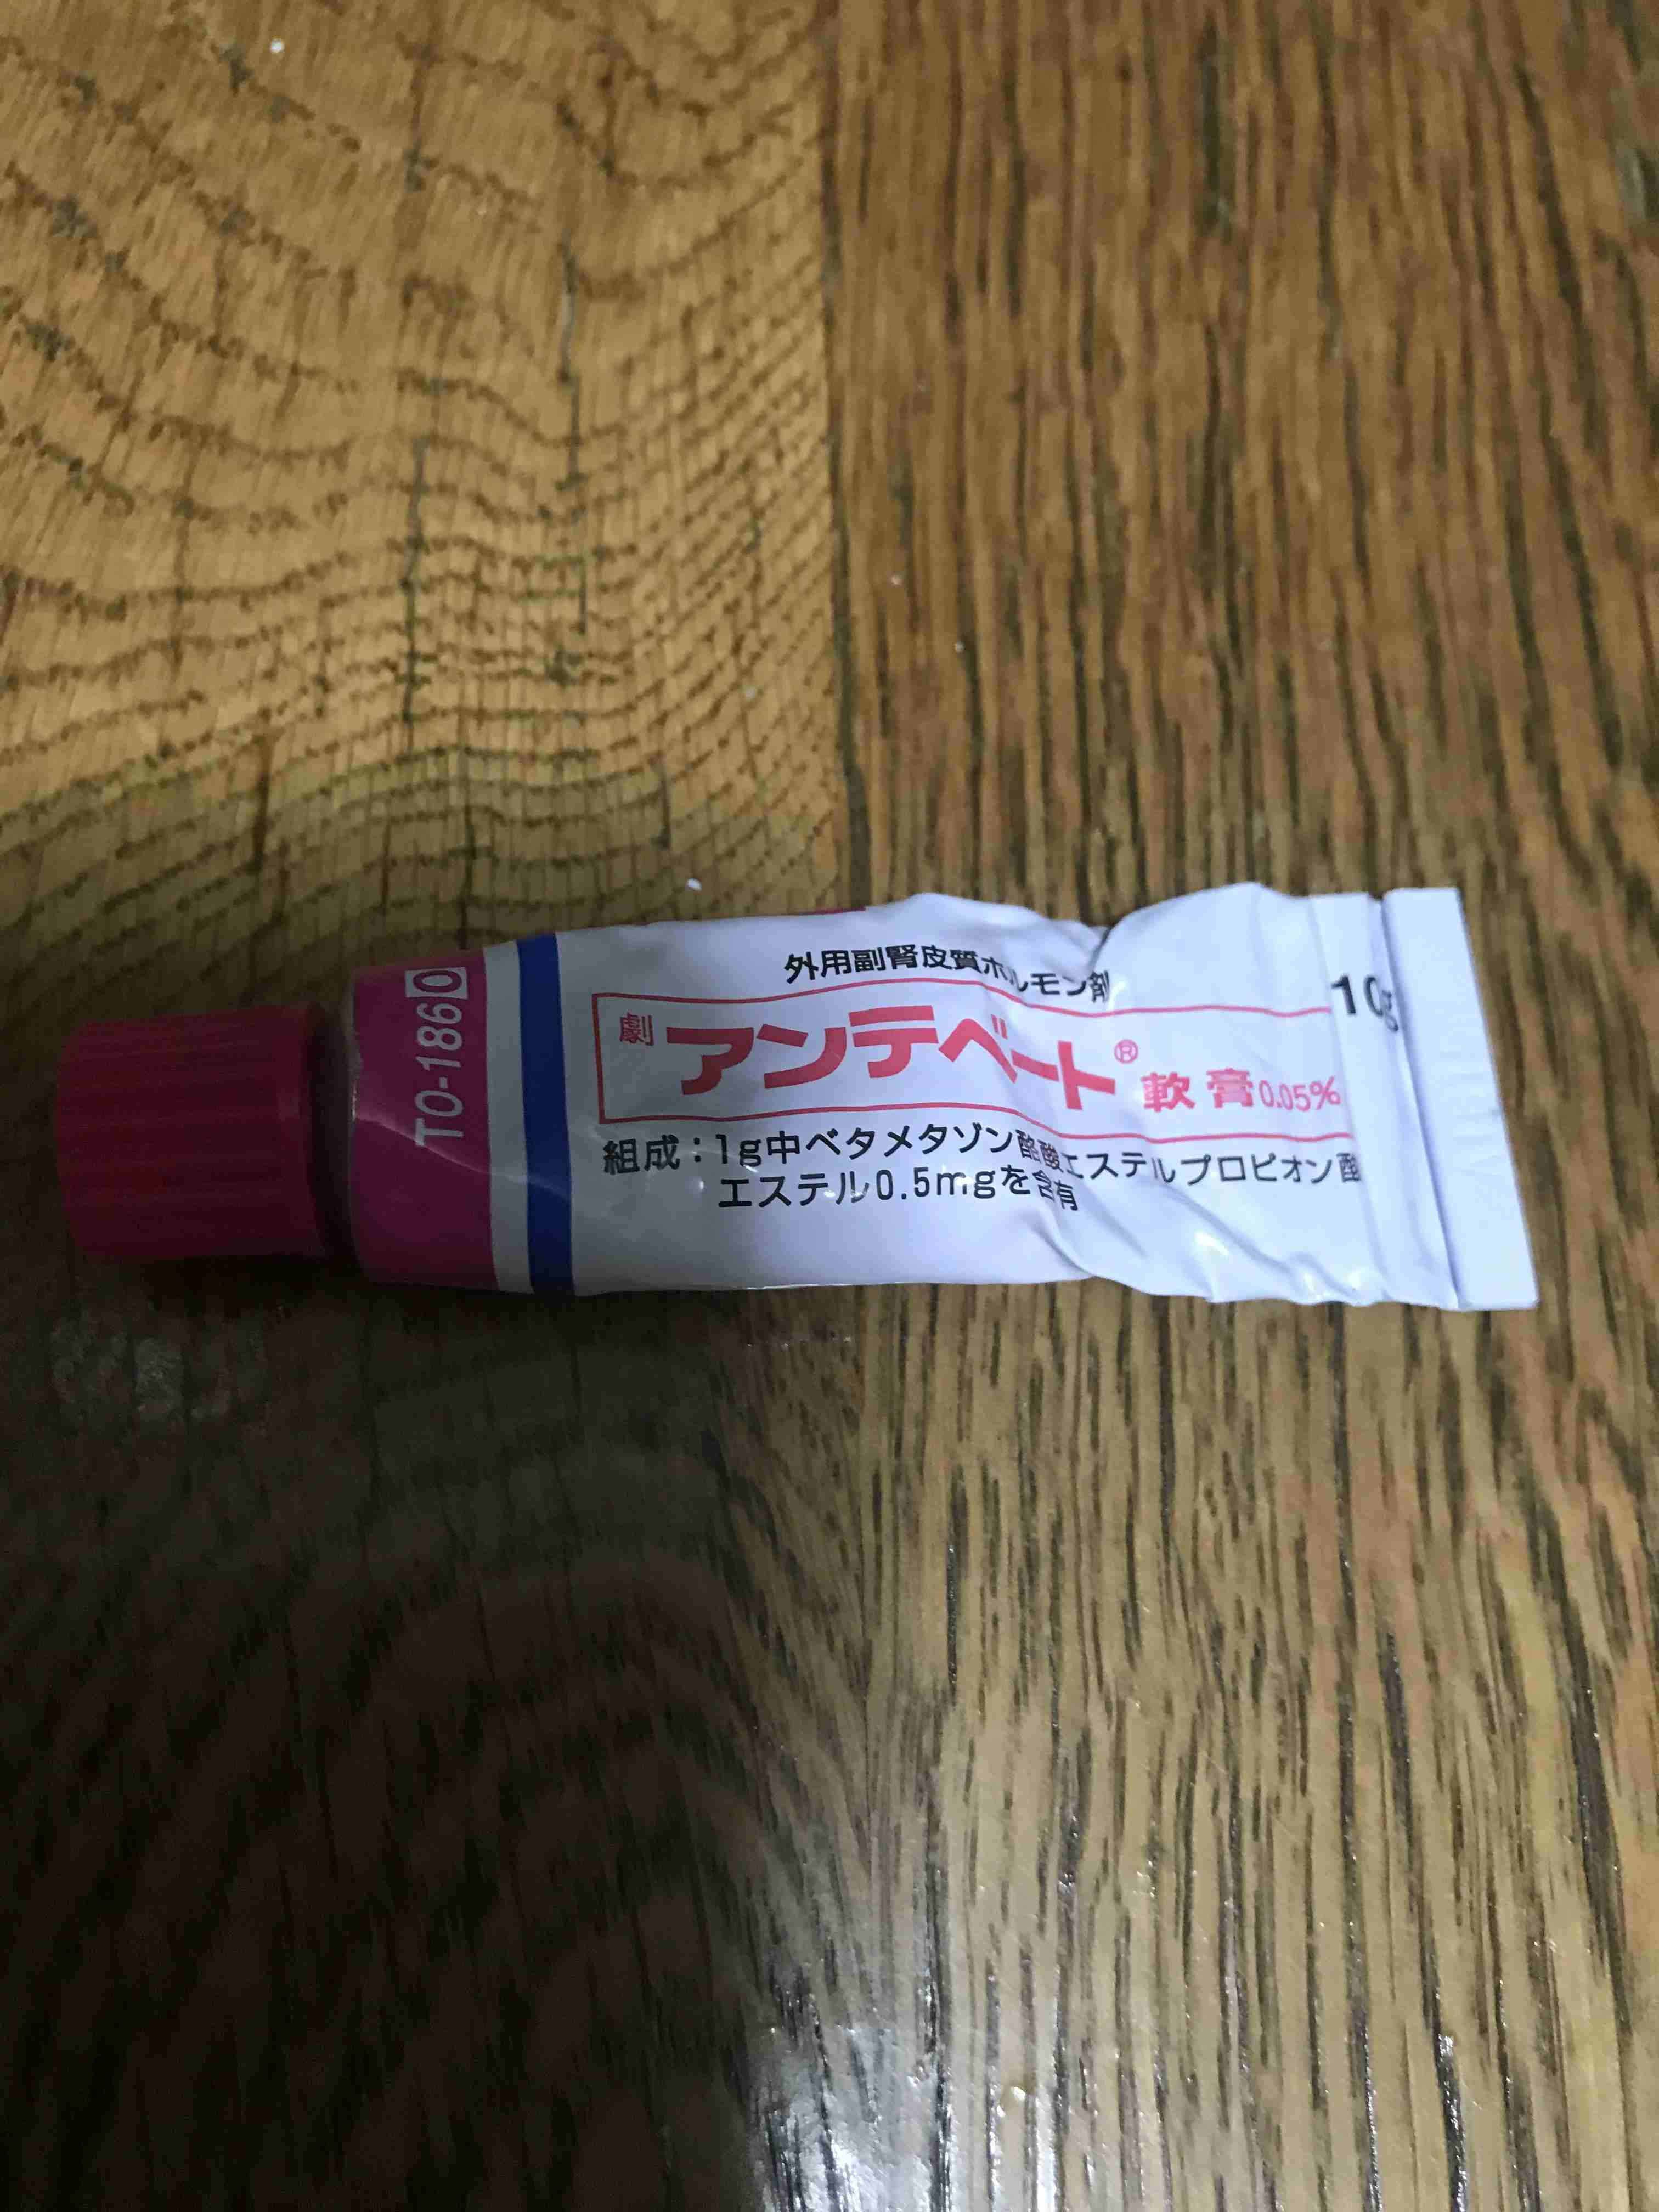 TO-1860
外用副腎皮質ホルモン剤
10g
劇 アンテベート® 軟膏0.05%
組成:1g中ベタメタゾン酪酸エステルプロピオン酸
エステル0.5mgを含有